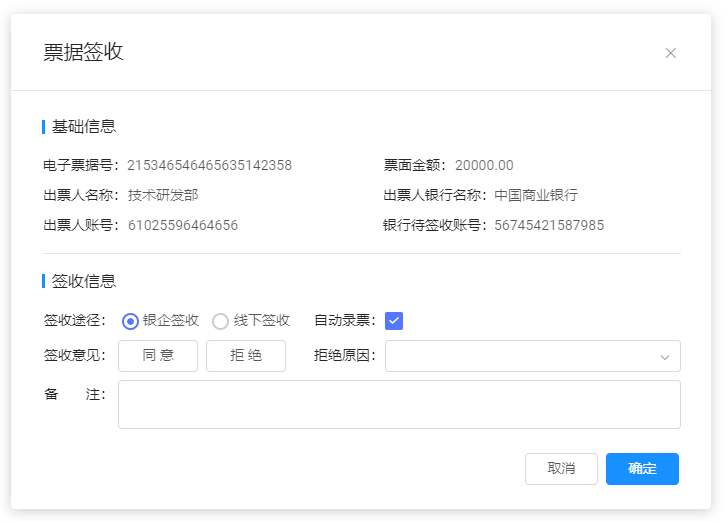 票据签收
基础信息
电子票据号：215346546465635142358 票面金额：20000.00
出票人名称：技术研发部 出票人银行名称：中国商业银行
出票人账号：61025596464656 银行待签收账号：56745421587985
签收信息
签收途径： 银企签收 线下签收 自动录票：
签收意见： 同 意 拒 绝 拒绝原因：
备 注：
取消 确定